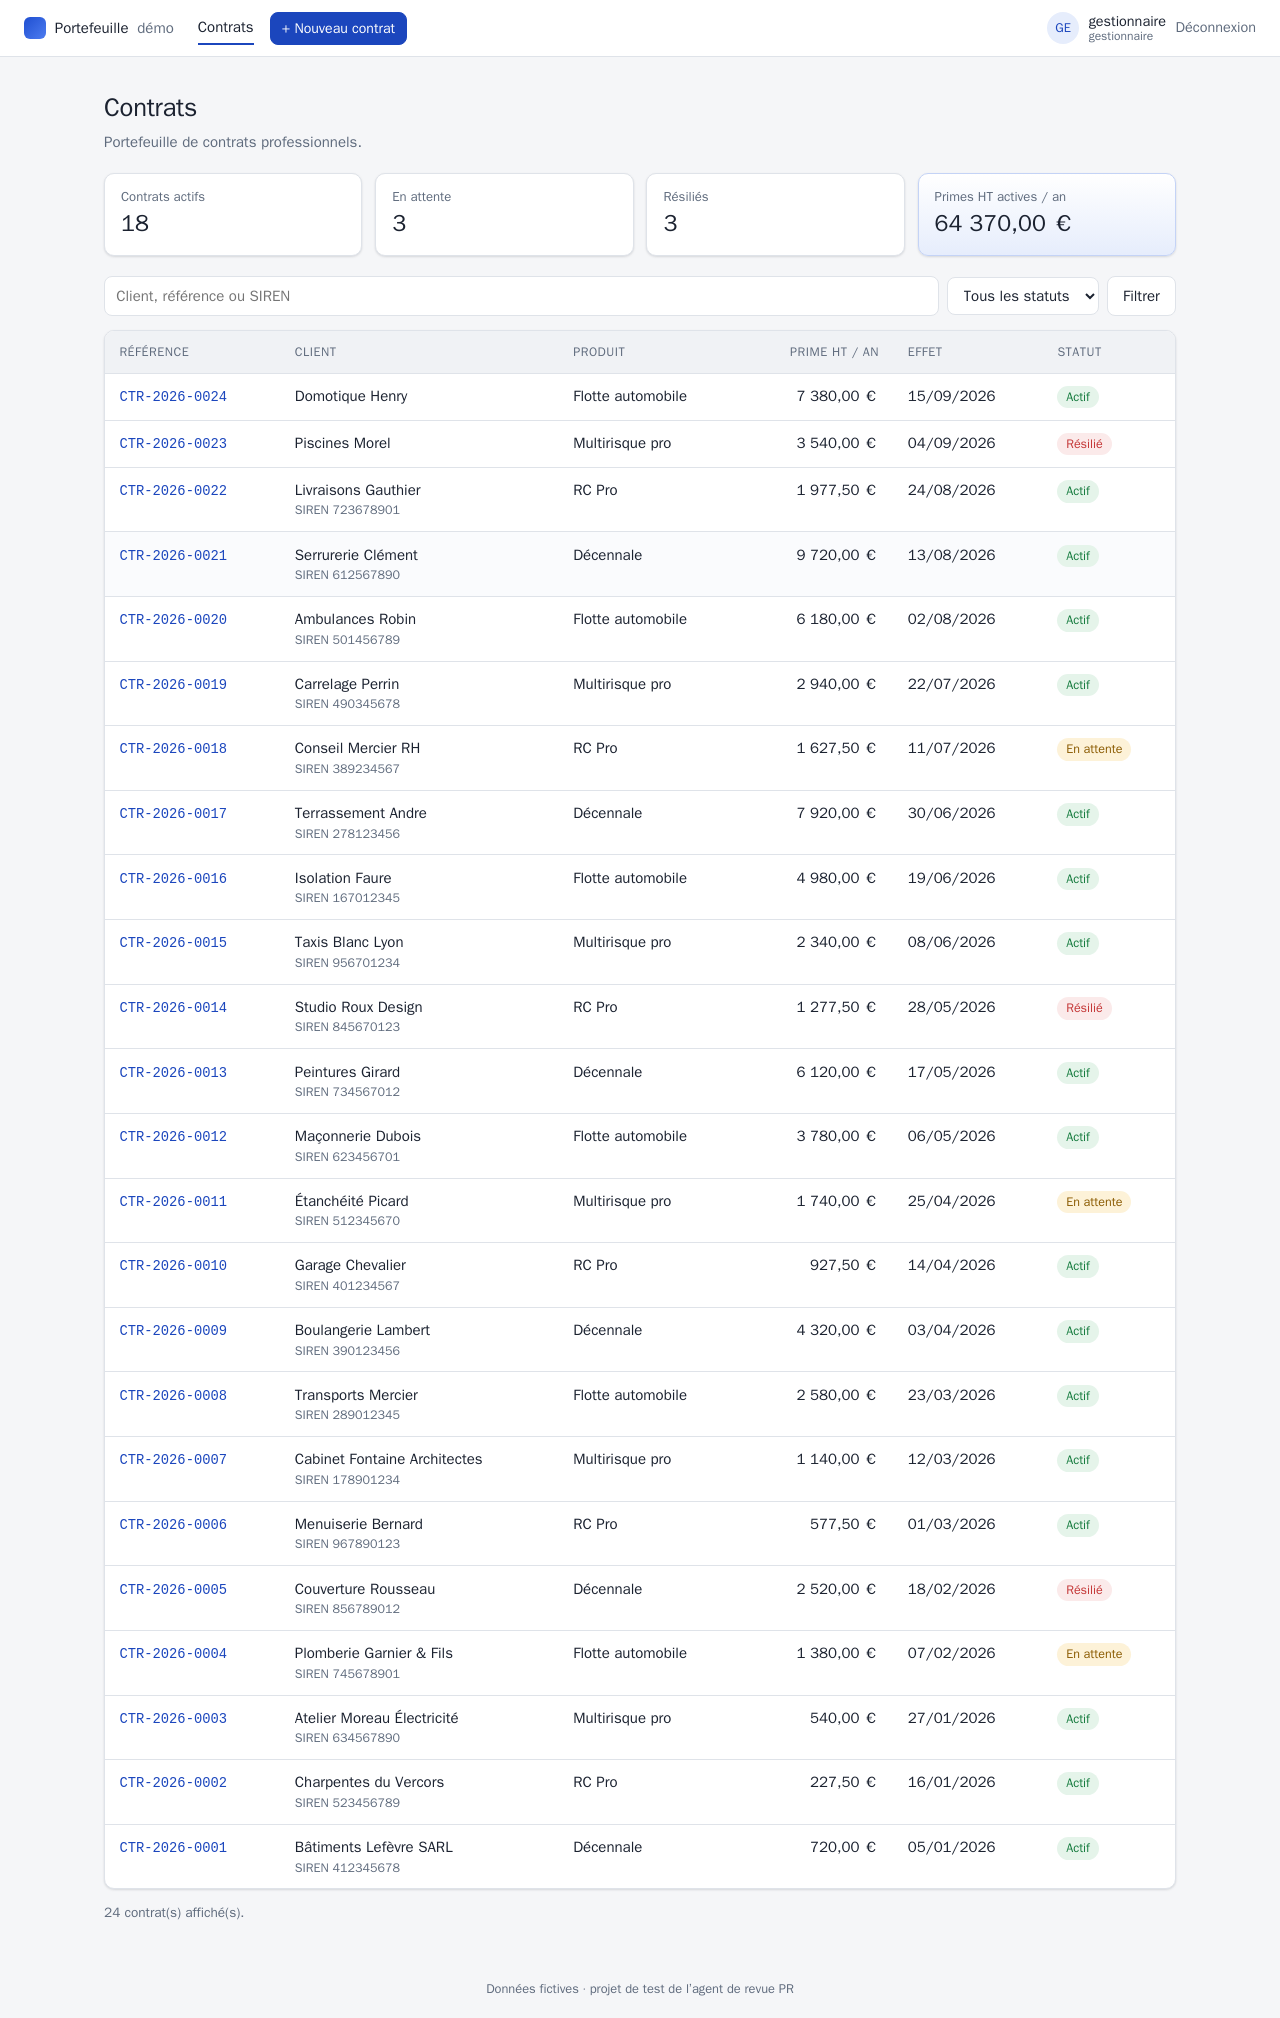 Portefeuille démo Contrats + Nouveau contrat GE gestionnaire Déconnexion
gestionnaire
Contrats
Portefeuille de contrats professionnels.
Contrats actifs En attente Résiliés Primes HT actives / an
18 3 3 64 370,00 €
Client, référence ou SIREN Tous les statuts Filtrer
RÉFÉRENCE CLIENT PRODUIT PRIME HT / AN EFFET STATUT
CTR-2026-0024 Domotique Henry Flotte automobile 7 380,00 € 15/09/2026 Actif
CTR-2026-0023 Piscines Morel Multirisque pro 3 540,00 € 04/09/2026 Résilié
CTR-2026-0022 Livraisons Gauthier RC Pro 1 977,50 € 24/08/2026 Actif
SIREN 723678901
CTR-2026-0021 Serrurerie Clément Décennale 9 720,00 € 13/08/2026 Actif
SIREN 612567890
CTR-2026-0020 Ambulances Robin Flotte automobile 6 180,00 € 02/08/2026 Actif
SIREN 501456789
CTR-2026-0019 Carrelage Perrin Multirisque pro 2 940,00 € 22/07/2026 Actif
SIREN 490345678
CTR-2026-0018 Conseil Mercier RH RC Pro 1 627,50 € 11/07/2026 En attente
SIREN 389234567
CTR-2026-0017 Terrassement Andre Décennale 7 920,00 € 30/06/2026 Actif
SIREN 278123456
CTR-2026-0016 Isolation Faure Flotte automobile 4 980,00 € 19/06/2026 Actif
SIREN 167012345
CTR-2026-0015 Taxis Blanc Lyon Multirisque pro 2 340,00 € 08/06/2026 Actif
SIREN 956701234
CTR-2026-0014 Studio Roux Design RC Pro 1 277,50 € 28/05/2026 Résilié
SIREN 845670123
CTR-2026-0013 Peintures Girard Décennale 6 120,00 € 17/05/2026 Actif
SIREN 734567012
CTR-2026-0012 Maçonnerie Dubois Flotte automobile 3 780,00 € 06/05/2026 Actif
SIREN 623456701
CTR-2026-0011 Étanchéité Picard Multirisque pro 1 740,00 € 25/04/2026 En attente
SIREN 512345670
CTR-2026-0010 Garage Chevalier RC Pro 927,50 € 14/04/2026 Actif
SIREN 401234567
CTR-2026-0009 Boulangerie Lambert Décennale 4 320,00 € 03/04/2026 Actif
SIREN 390123456
CTR-2026-0008 Transports Mercier Flotte automobile 2 580,00 € 23/03/2026 Actif
SIREN 289012345
CTR-2026-0007 Cabinet Fontaine Architectes Multirisque pro 1 140,00 € 12/03/2026 Actif
SIREN 178901234
CTR-2026-0006 Menuiserie Bernard RC Pro 577,50 € 01/03/2026 Actif
SIREN 967890123
CTR-2026-0005 Couverture Rousseau Décennale 2 520,00 € 18/02/2026 Résilié
SIREN 856789012
CTR-2026-0004 Plomberie Garnier & Fils Flotte automobile 1 380,00 € 07/02/2026 En attente
SIREN 745678901
CTR-2026-0003 Atelier Moreau Électricité Multirisque pro 540,00 € 27/01/2026 Actif
SIREN 634567890
CTR-2026-0002 Charpentes du Vercors RC Pro 227,50 € 16/01/2026 Actif
SIREN 523456789
CTR-2026-0001 Bâtiments Lefèvre SARL Décennale 720,00 € 05/01/2026 Actif
SIREN 412345678
24 contrat(s) affiché(s).
Données fictives · projet de test de l'agent de revue PR